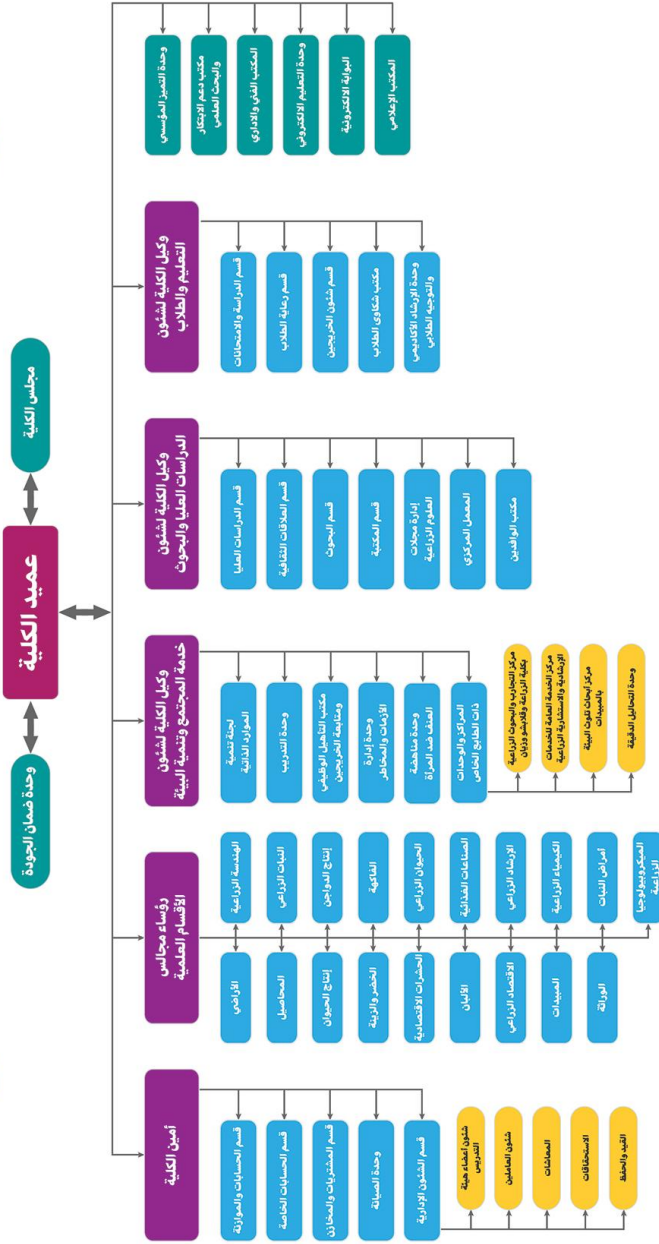 عميد الكلية
مجلس الكلية
وحدة ضمان الجودة
وحدة التميز المؤسسي
مكتب دعم الابتكار
والبحث العلمي
المكتب الفني والاداري
وحدة التعليم الالكتروني
البوابة الالكترونية
المكتب الإعلامي
وكيل الكلية لشئون
التعليم والطلاب
قسم الدراسة والامتحانات
قسم رعاية الطلاب
قسم شئون الخريجين
مكتب شكاوى الطلاب
وحدة الإرشاد الأكاديمي
والتوجيه الطلابي
وكيل الكلية لشئون
الدراسات العليا والبحوث
قسم الدراسات العليا
قسم العلاقات الثقافية
قسم البحوث
قسم المكتبة
إدارة مجلات
العلوم الزراعية
المعمل المركزي
مكتب الوافدين
وكيل الكلية لشئون
خدمة المجتمع وتنمية البيئة
لجنة تنمية
الموارد الذاتية
وحدة التدريب
مكتب التأهيل الوظيفي
ومتابعة الخريجين
وحدة إدارة
الأزمات والمخاطر
وحدة مناهضة
العنف ضد المرأة
المراكز والوحدات
ذات الطابع الخاص
مركز التجارب والبحوث الزراعية
بكلية الزراعة وقلابشو وزيان
مركز الخدمة العامة للخدمات
الإرشادية والاستشارية الزراعية
مركز أبحاث تلوث البيئة
بالمبيدات
وحدة التحاليل الدقيقة
رؤساء مجالس
الأقسام العلمية
الهندسة الزراعية
الأراضي
النبات الزراعي
المحاصيل
إنتاج الدواجن
إنتاج الحيوان
الفاكهة
الخضر والزينة
الحيوان الزراعي
الحشرات الاقتصادية
الصناعات الغذائية
الألبان
الإرشاد الزراعي
الاقتصاد الزراعي
الكيمياء الزراعية
المبيدات
أمراض النبات
الوراثة
الميكروبيولوجيا
الزراعية
أمين الكلية
قسم الحسابات والموازنة
قسم الحسابات الخاصة
قسم المشتريات والمخازن
وحدة الصيانة
قسم الشئون الإدارية
شئون أعضاء هيئة
التدريس
شئون العاملين
المعاشات
الاستحقاقات
القيد والحفظ